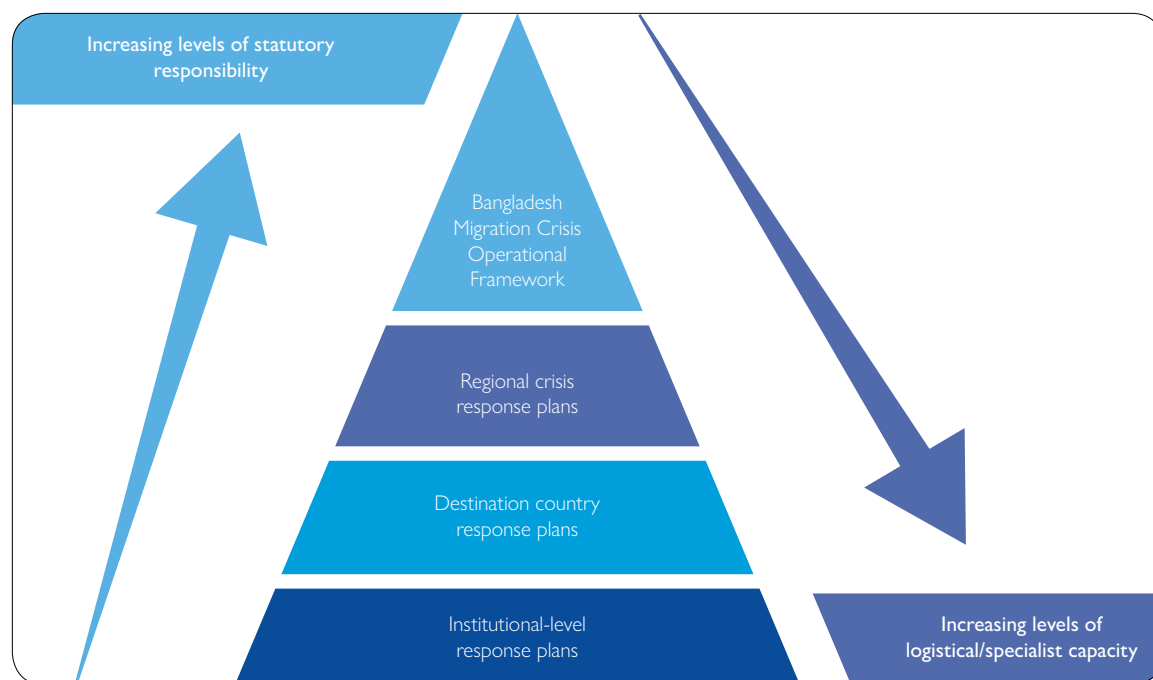 Increasing levels of statutory
responsibility
Bangladesh
Migration Crisis
Operational
Framework
Regional crisis
response plans
Destination country
response plans
Institutional-level
response plans
Increasing levels of
logistical/specialist capacity